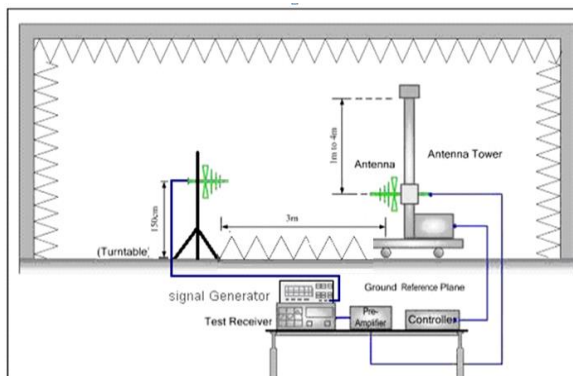 1m to 4m
Antenna
Antenna Tower
150cm
3m
(Turntable)
Ground Reference Plane
signal Generator
Test Receiver
Pre-
Amplifier
Controller